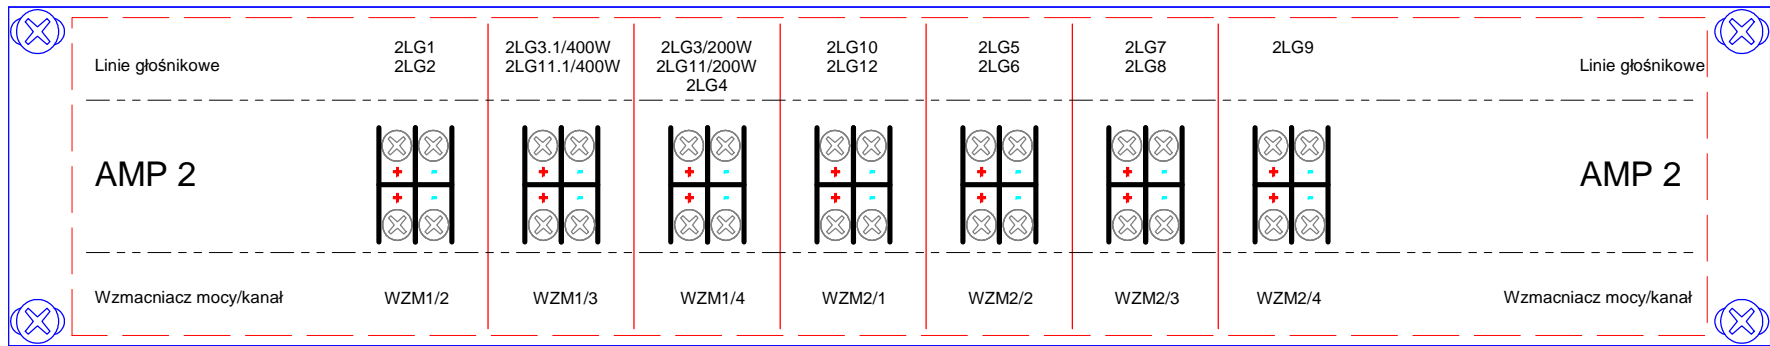 Linie głośnikowe
2LG1
2LG2
2LG3.1/400W
2LG11.1/400W
2LG3/200W
2LG11/200W
2LG4
2LG10
2LG12
2LG5
2LG6
2LG7
2LG8
2LG9
Linie głośnikowe
AMP 2
+ - + - + - + - + - + - + -
+ - + - + - + - + - + - + -
AMP 2
Wzmacniacz mocy/kanał
WZM1/2
WZM1/3
WZM1/4
WZM2/1
WZM2/2
WZM2/3
WZM2/4
Wzmacniacz mocy/kanał